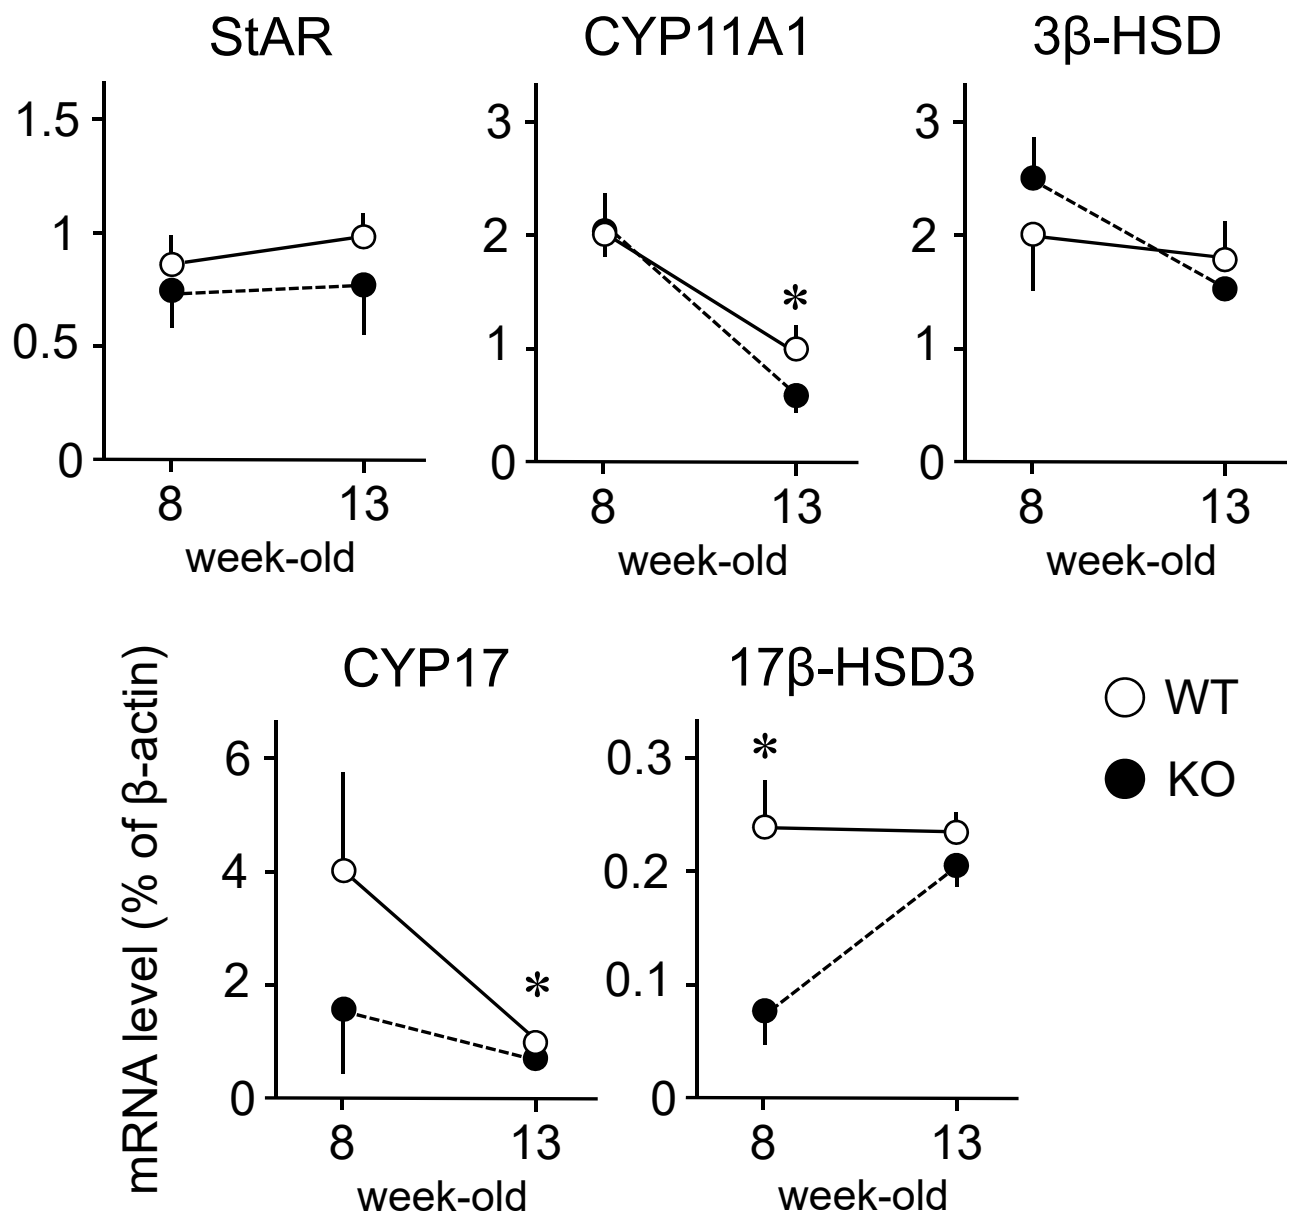 StAR
1.5
1
0.5
0
8 13
week-old
CYP11A1
3
2
1
0
*
8 13
week-old
3β-HSD
3
2
1
0
8 13
week-old
mRNA level (% of β-actin)
CYP17
6
4
2
0
*
8 13
week-old
17β-HSD3
0.3
0.2
0.1
0
*
8 13
week-old
WT
KO